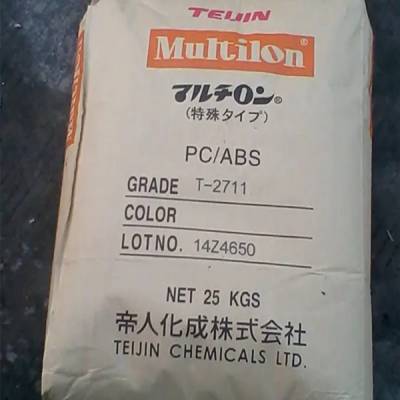 TEIJIN
Multilon
マルチロン®
(特殊タイプ)
PC/ABS
GRADE T-2711
COLOR
LOTNO. 14Z4650
NET 25 KGS
帝人化成株式会社
TEIJIN CHEMICALS LTD.